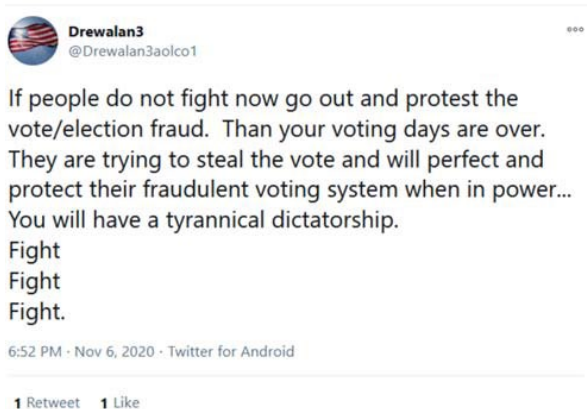 Drewalan3
@Drewalan3aolco1
If people do not fight now go out and protest the
vote/election fraud.  Than your voting days are over.
They are trying to steal the vote and will perfect and
protect their fraudulent voting system when in power...
You will have a tyrannical dictatorship.
Fight
Fight
Fight.
6:52 PM · Nov 6, 2020 · Twitter for Android
1 Retweet 1 Like